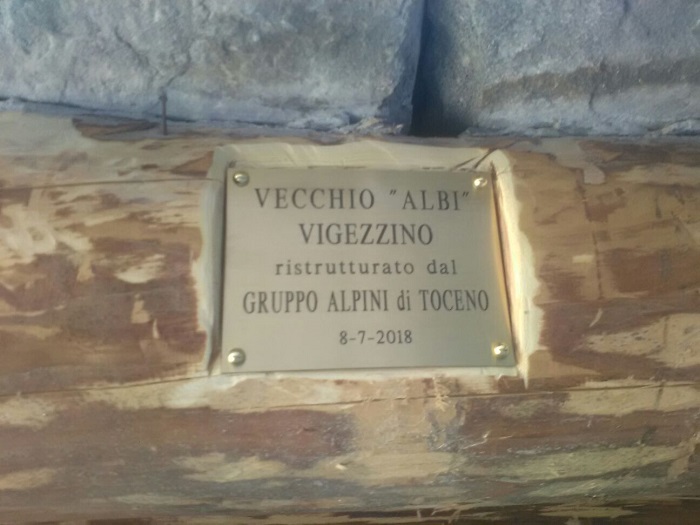 VECCHIO "ALBI"
VIGEZZINO
ristrutturato dal
GRUPPO ALPINI di TOCENO
8-7-2018